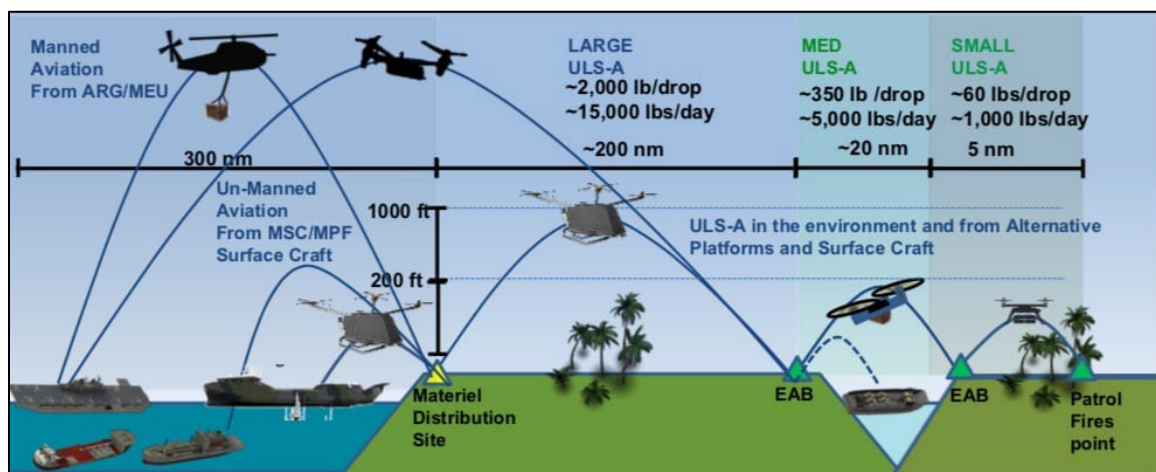 Manned
Aviation
From ARG/MEU
LARGE
ULS-A
~2,000 lb/drop
~15,000 lbs/day
MED
ULS-A
~350 lb /drop
~5,000 lbs/day
SMALL
ULS-A
~60 lbs/drop
~1,000 lbs/day
300 nm
~200 nm
~20 nm
5 nm
Un-Manned
Aviation
From MSC/MPF
Surface Craft
1000 ft
200 ft
ULS-A in the environment and from Alternative
Platforms and Surface Craft
Materiel
Distribution
Site
EAB
EAB
Patrol
Fires
point